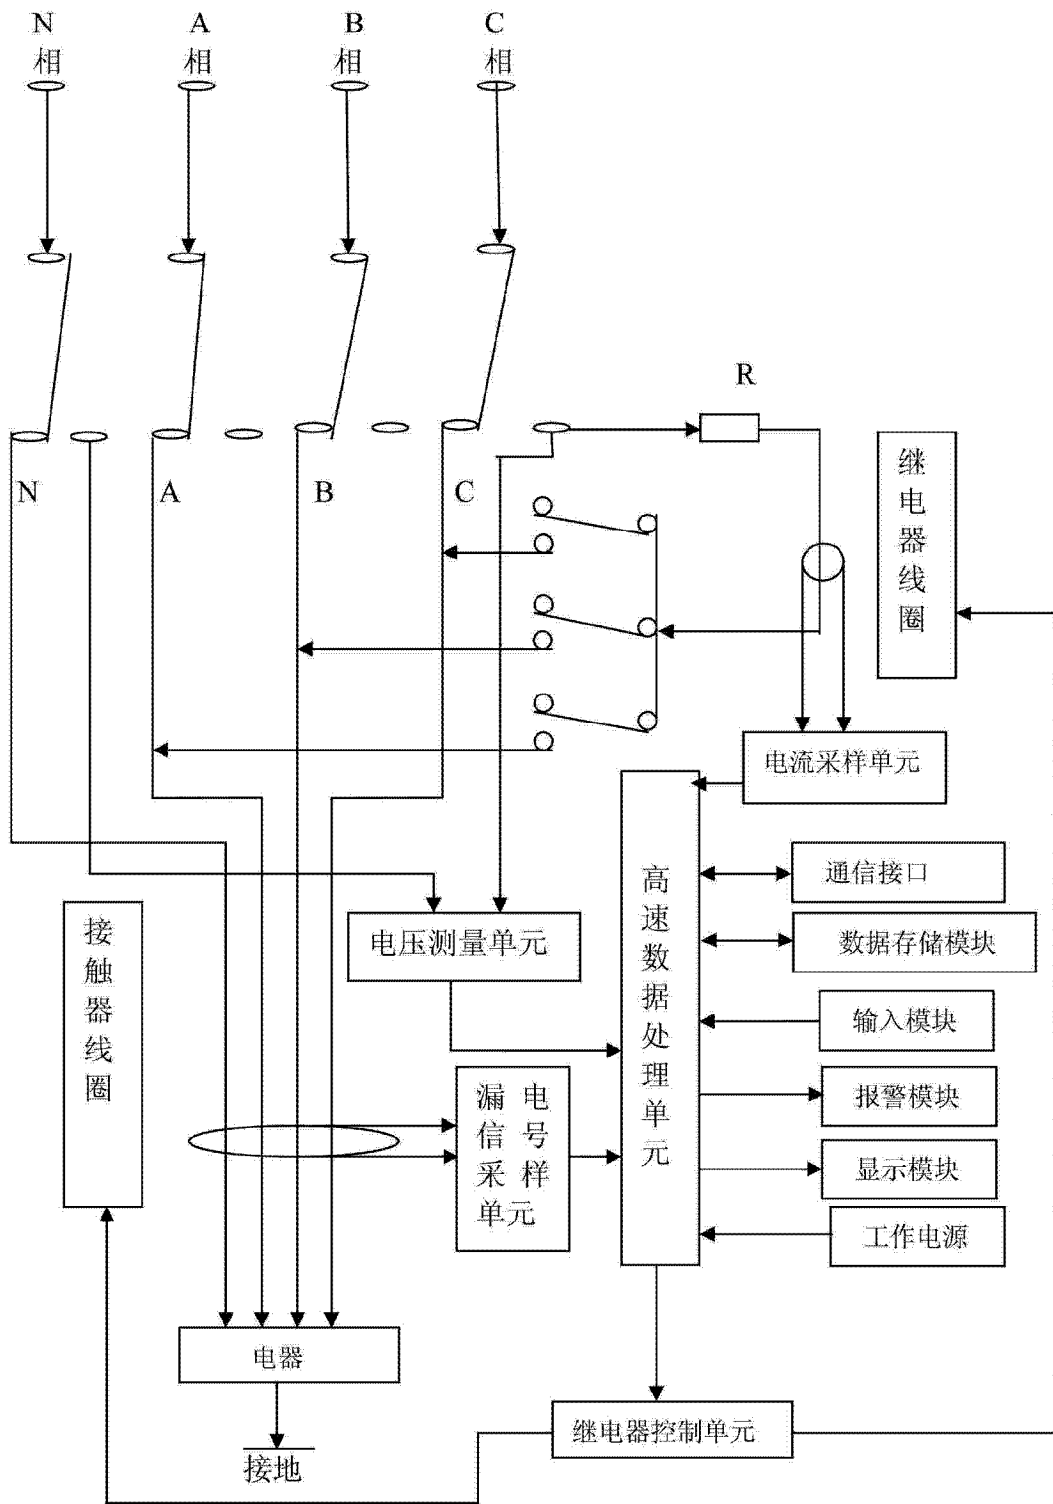 N A B C
相 相 相 相
R
N A B C
继电器线圈
电流采样单元
高速数据处理单元
通信接口
接触器线圈
电压测量单元
数据存储模块
输入模块
漏电
信号
采样
单元
报警模块
显示模块
工作电源
电器
继电器控制单元
接地